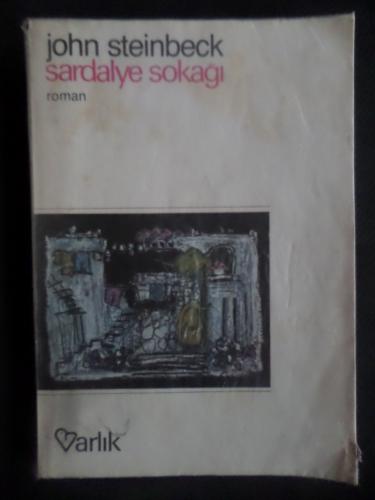 john steinbeck
sardalye sokağı
roman
Varlık